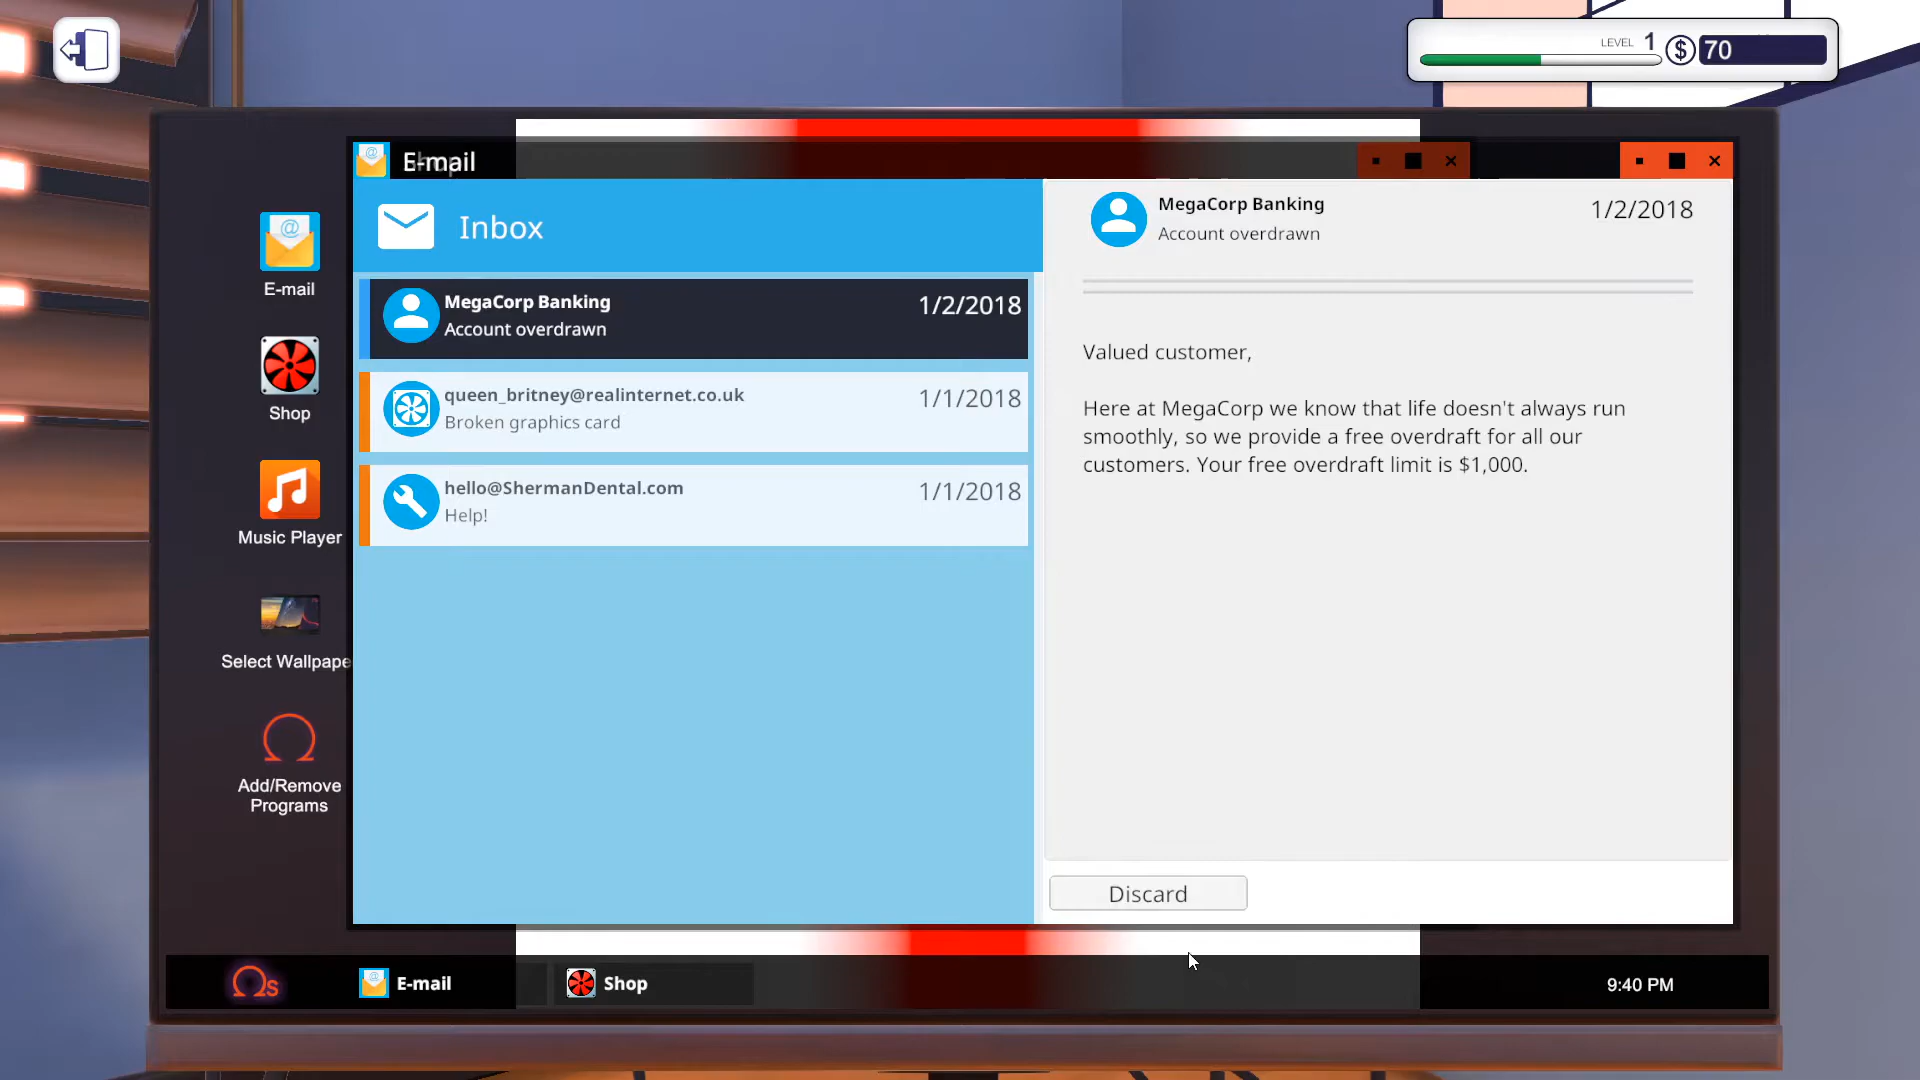 LEVEL 1
70
E-mail
Inbox
MegaCorp Banking
Account overdrawn
1/2/2018
queen_britney@realinternet.co.uk
Broken graphics card
1/1/2018
hello@ShermanDental.com
Help!
1/1/2018
MegaCorp Banking
Account overdrawn
1/2/2018
Valued customer,
Here at MegaCorp we know that life doesn't always run
smoothly, so we provide a free overdraft for all our
customers. Your free overdraft limit is $1,000.
Discard
E-mail
Shop
Music Player
Select Wallpape
Add/Remove
Programs
E-mail
Shop
9:40 PM